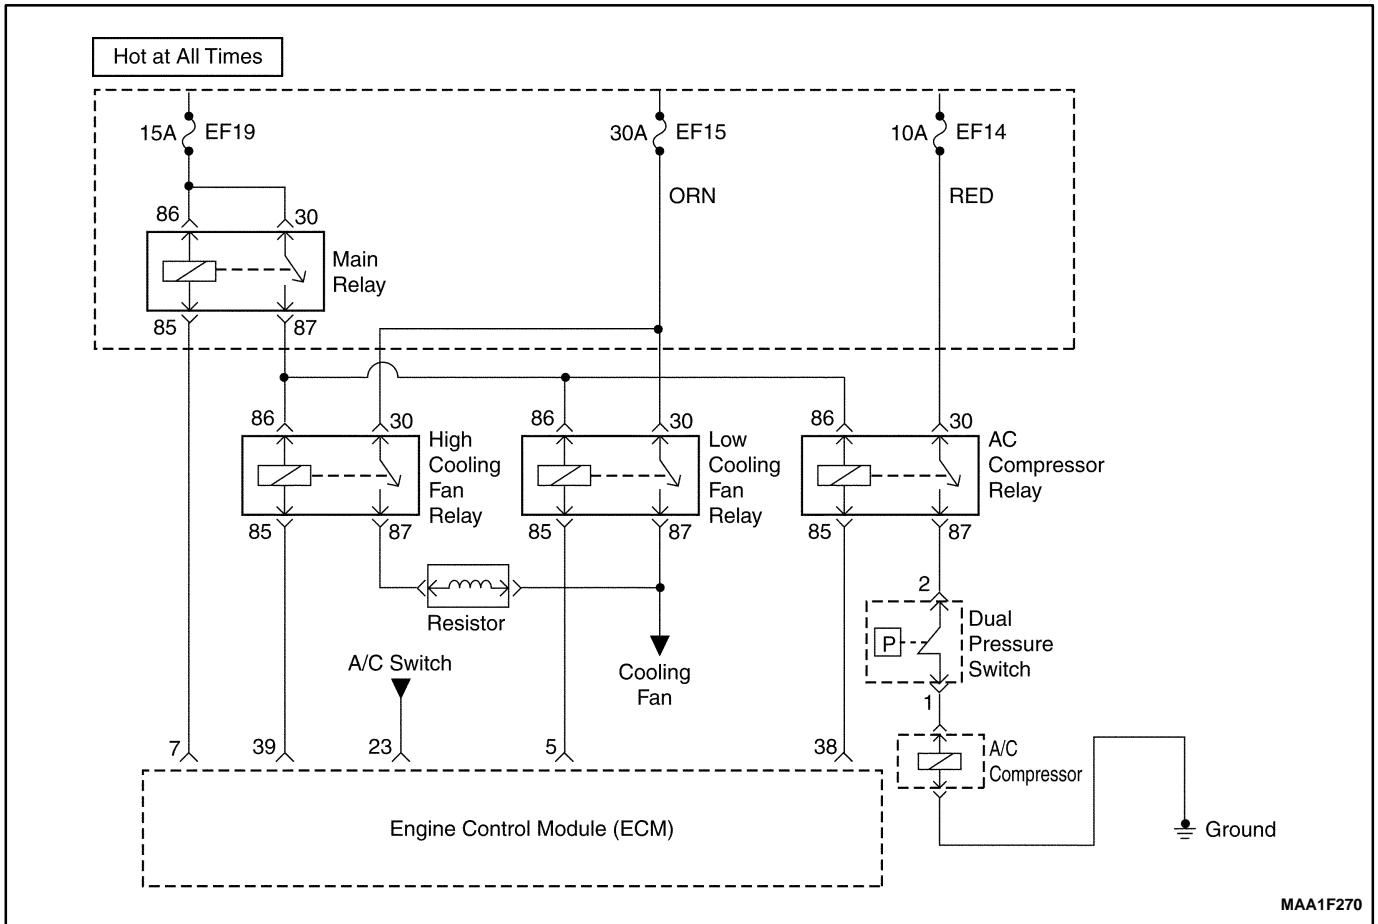 Hot at All Times
15A EF19
30A EF15
10A EF14
ORN
RED
86 30
Main
Relay
85 87
86 30
High
Cooling
Fan
Relay
85 87
86 30
Low
Cooling
Fan
Relay
85 87
86 30
AC
Compressor
Relay
85 87
Resistor
2
Dual
Pressure
Switch
P
1
A/C Switch
Cooling
Fan
7 39 23 5 38
A/C
Compressor
Engine Control Module (ECM)
Ground
MAA1F270